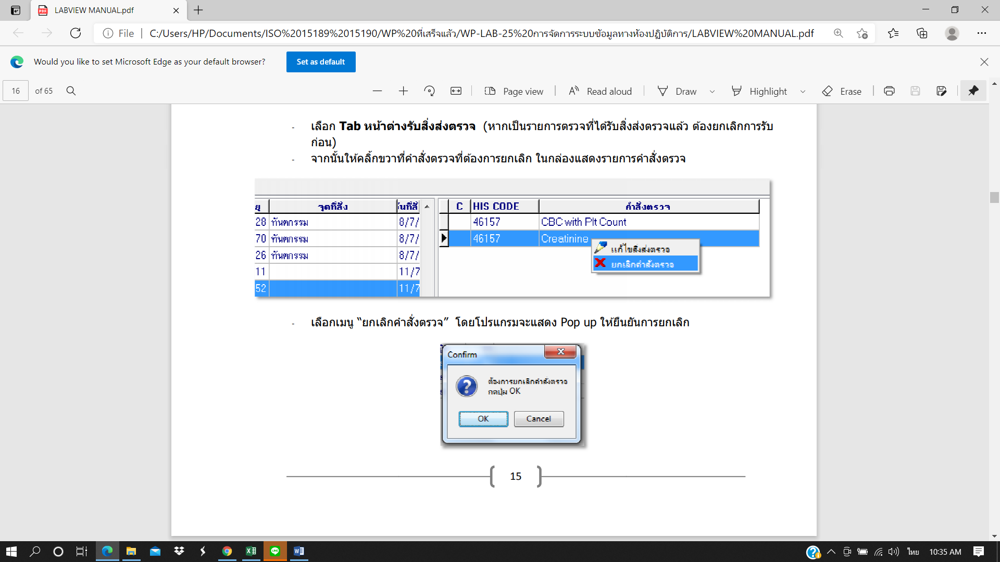 LABVIEW MANUAL.pdf
File | C:/Users/HP/Documents/ISO%2015189%2015190/WP%20ที่เสร็จแล้ว/WP-LAB-25%20การจัดการระบบข้อมูลทางห้องปฏิบัติการ/LABVIEW%20MANUAL.pdf
Would you like to set Microsoft Edge as your default browser? Set as default
16 of 65 Page view Read aloud Draw Highlight Erase
- เลือก Tab หน้าต่างรับสิ่งส่งตรวจ (หากเป็นรายการตรวจที่ได้รับสิ่งส่งตรวจแล้ว ต้องยกเลิกการรับ
ก่อน)
- จากนั้นให้คลิ้กขวาที่คำสั่งตรวจที่ต้องการยกเลิก ในกล่องแสดงรายการคำสั่งตรวจ
จุดที่สั่ง C HIS CODE คำสั่งตรวจ
28 ทันตกรรม 8/7/ 46157 CBC with Plt Count
70 ทันตกรรม 8/7/ 46157 Creatinine
26 ทันตกรรม 8/7/ แก้ไขสิ่งส่งตรวจ
11 11/7 ยกเลิกคำสั่งตรวจ
52 11/7
- เลือกเมนู “ยกเลิกคำสั่งตรวจ” โดยโปรแกรมจะแสดง Pop up ให้ยืนยันการยกเลิก
Confirm
ต้องการยกเลิกคำสั่งตรวจ
กดปุ่ม OK
OK Cancel
15
ไทย 10:35 AM